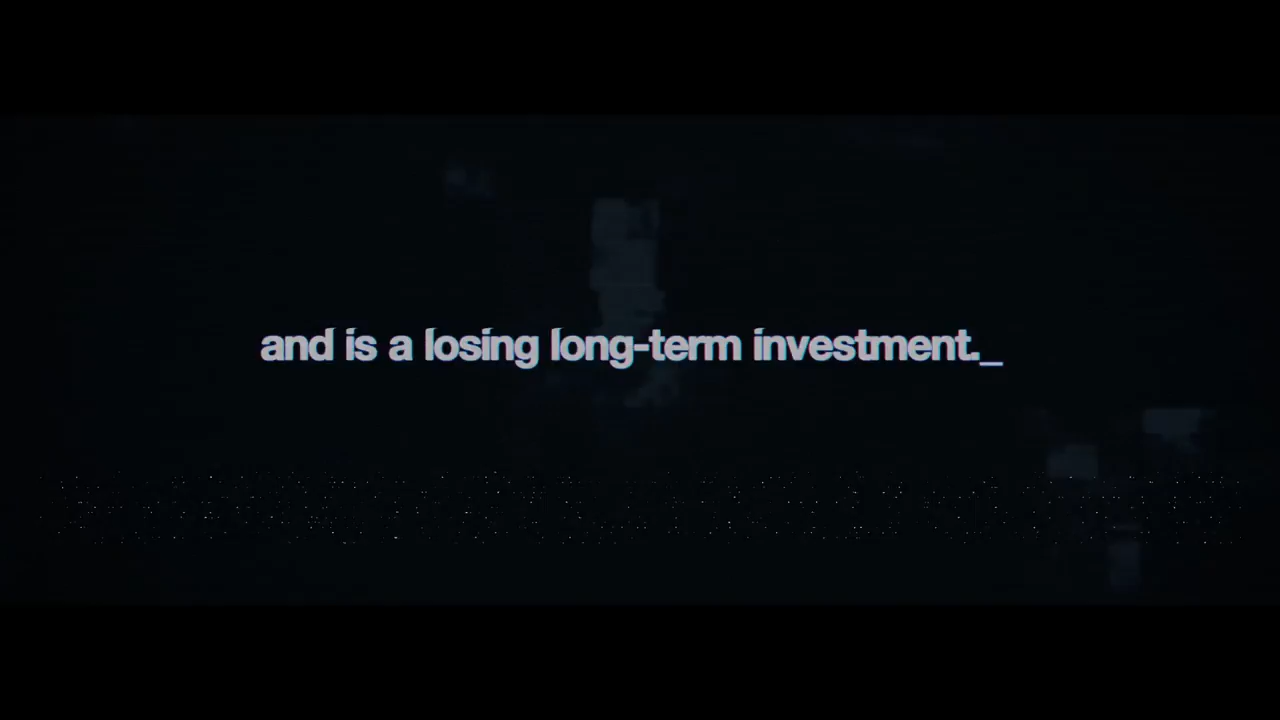 and is a losing long-term investment._